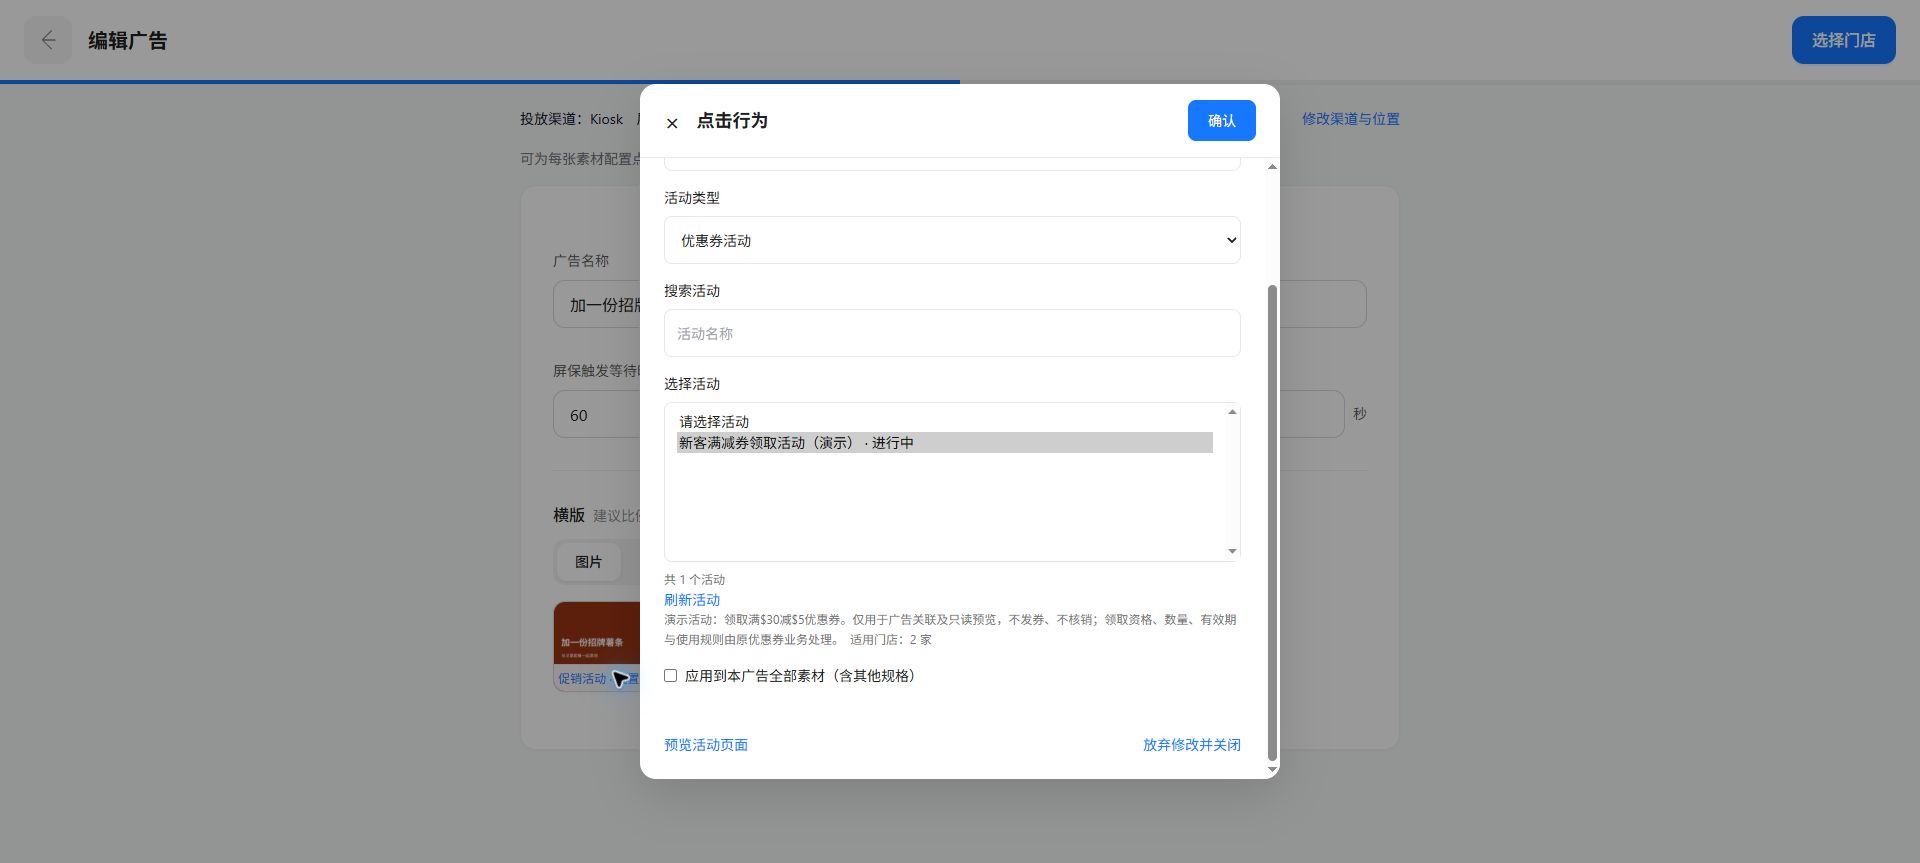 编辑广告
选择门店
投放渠道：Kiosk
修改渠道与位置
可为每张素材配置点
点击行为
确认
活动类型
优惠券活动
搜索活动
活动名称
选择活动
请选择活动
新客满减券领取活动（演示） · 进行中
共 1 个活动
刷新活动
演示活动：领取满$30减$5优惠券。仅用于广告关联及只读预览，不发券、不核销；领取资格、数量、有效期
与使用规则由原优惠券业务处理。 适用门店：2 家
应用到本广告全部素材（含其他规格）
预览活动页面
放弃修改并关闭
广告名称
加一份招牌
屏保触发等待时
60
秒
横版 建议比例
图片
加一份招牌薯条
促销活动 · 置